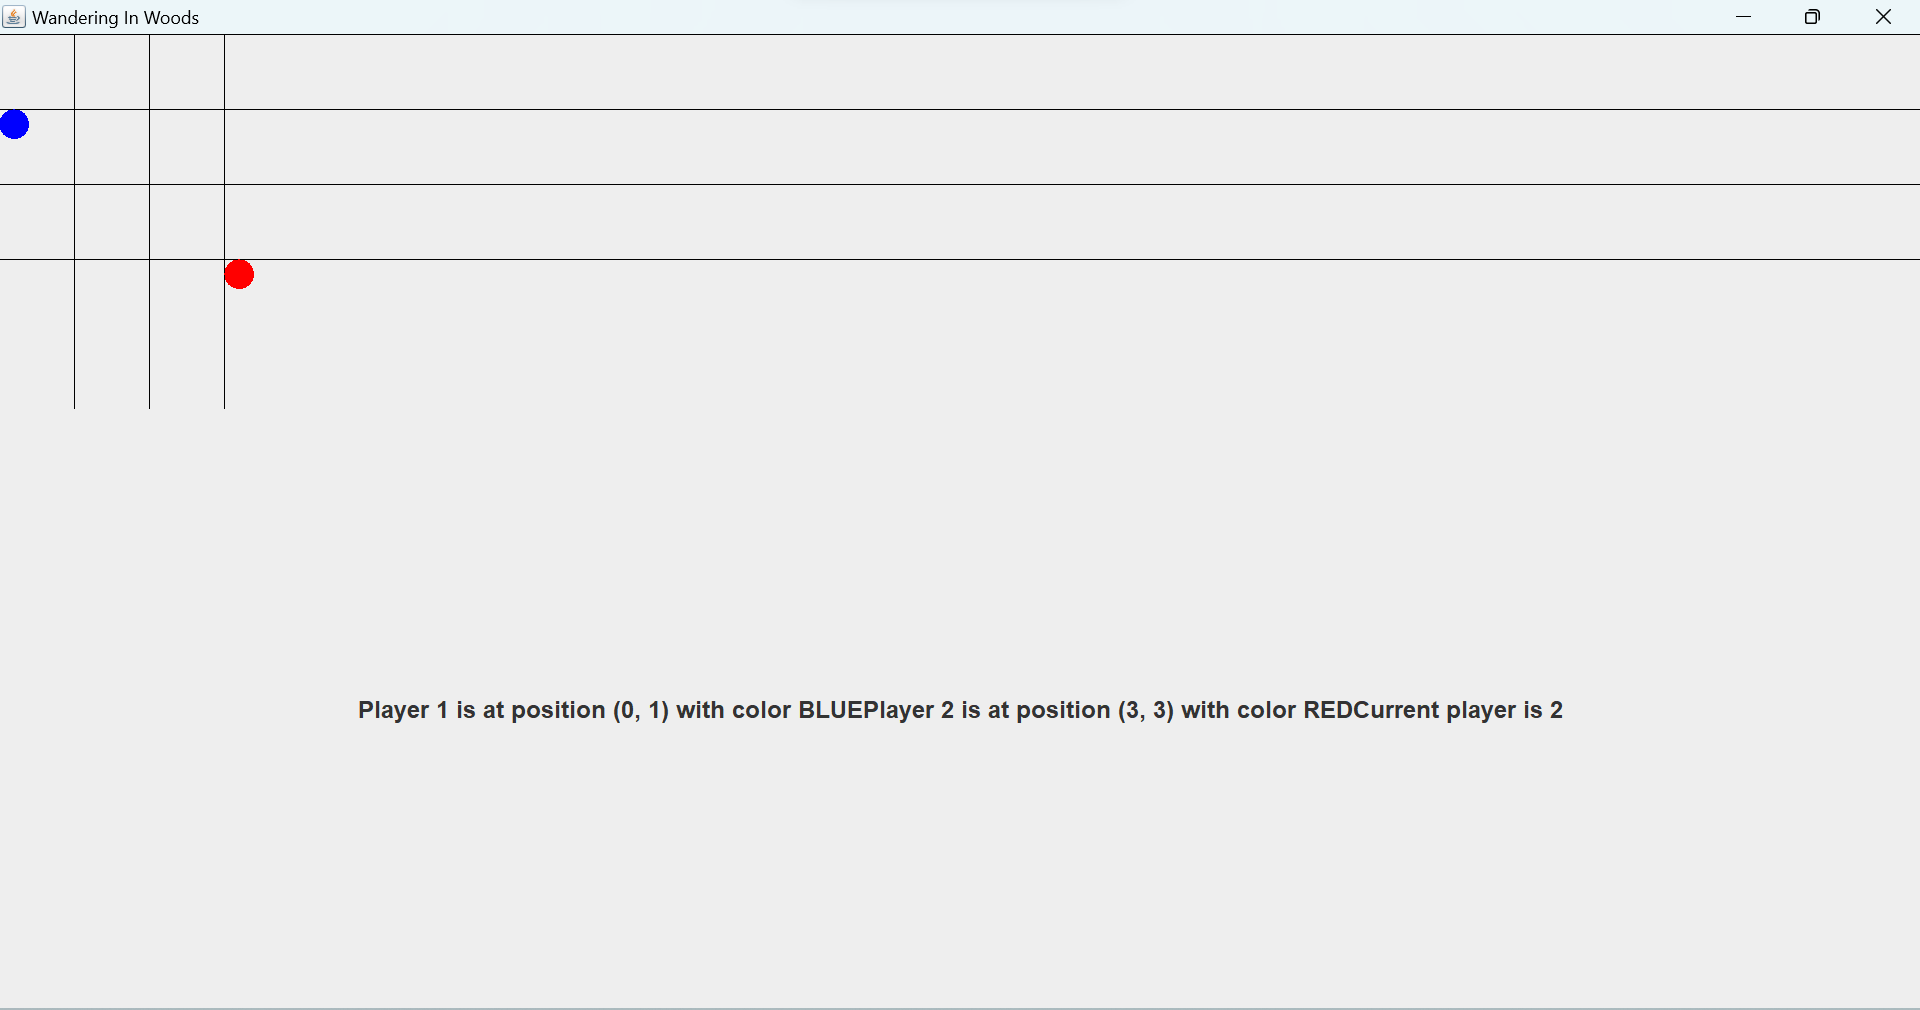 Wandering In Woods
Player 1 is at position (0, 1) with color BLUEPlayer 2 is at position (3, 3) with color REDCurrent player is 2